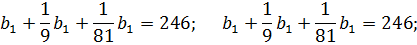 b₁ + 1/9 b₁ + 1/81 b₁ = 246; b₁ + 1/9 b₁ + 1/81 b₁ = 246;